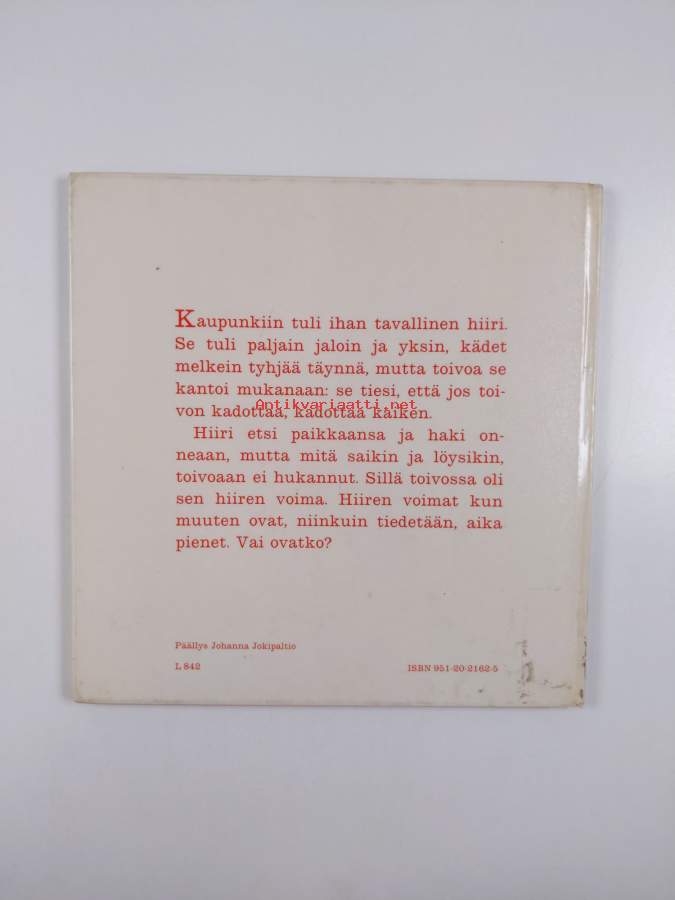 Kaupunkiin tuli ihan tavallinen hiiri.
Se tuli paljain jaloin ja yksin, kädet
melkein tyhjää täynnä, mutta toivoa se
kantoi mukanaan: se tiesi, että jos toi-
von kadottaa, kadottaa kaiken.
Antikvariaatti.net
Hiiri etsi paikkaansa ja haki on-
neaan, mutta mitä saikin ja löysikin,
toivoaan ei hukannut. Sillä toivossa oli
sen hiiren voima. Hiiren voimat kun
muuten ovat, niinkuin tiedetään, aika
pienet. Vai ovatko?
Päällys Johanna Jokipaltio
L 842
ISBN 951-20-2162-5